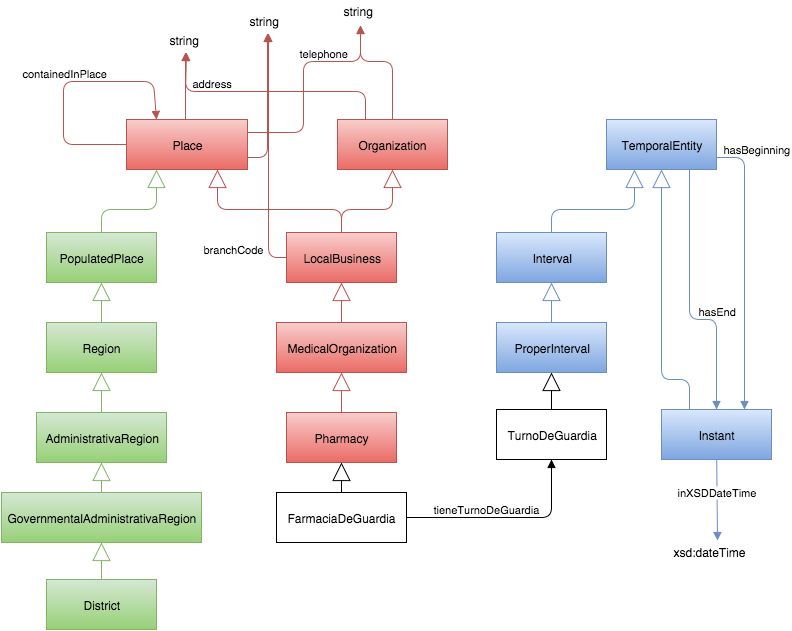 string
string
string
containedInPlace
telephone
address
Place
Organization
TemporalEntity
hasBeginning
branchCode
PopulatedPlace
LocalBusiness
Interval
hasEnd
Region
MedicalOrganization
ProperInterval
AdministrativaRegion
Pharmacy
TurnoDeGuardia
Instant
inXSDDateTime
GovernmentalAdministrativaRegion
FarmaciaDeGuardia
tieneTurnoDeGuardia
xsd:dateTime
District